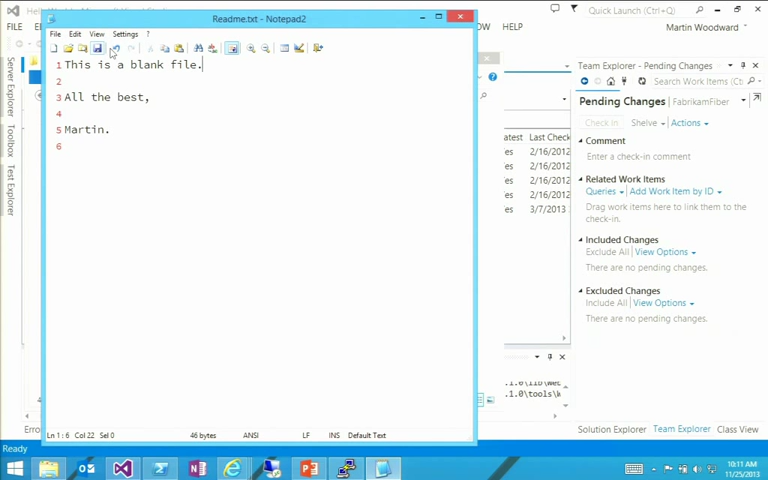 Readme.txt - Notepad2
File Edit View Settings ?
1 This is a blank file.
2
3 All the best,
4
5 Martin.
6
Ln 1 : 6 Col 22 Sel 0 46 bytes ANSI LF INS Default Text
FILE
Server Explorer
Toolbox
Test Explorer
Quick Launch (Ctrl+Q)
Martin Woodward
HELP
Last Check
2/16/2012
2/16/2012
2/16/2012
2/16/2012
3/7/2013
Team Explorer - Pending Changes
Search Work Items (Ctrl+
Pending Changes FabrikamFiber
Check In Shelve Actions
Comment
Enter a check-in comment
Related Work Items
Queries Add Work Item by ID
Drag work items here to link them to the
check-in.
Included Changes
Exclude All View Options
There are no pending changes.
Excluded Changes
Include All View Options
There are no pending changes.
Solution Explorer Team Explorer Class View
Ready
10:11 AM
11/25/2013